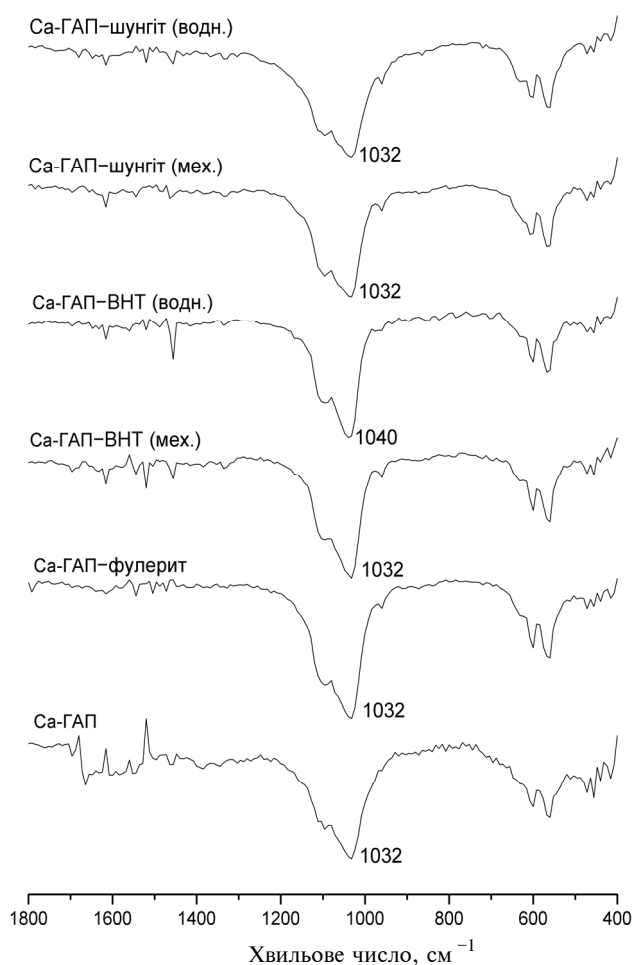 Ca-ГАП–шунгіт (водн.)
1032
Ca-ГАП–шунгіт (мех.)
1032
Ca-ГАП–ВНТ (водн.)
1040
Ca-ГАП–ВНТ (мех.)
1032
Ca-ГАП–фулерит
1032
Ca-ГАП
1032
1800 1600 1400 1200 1000 800 600 400
Хвильове число, см⁻¹